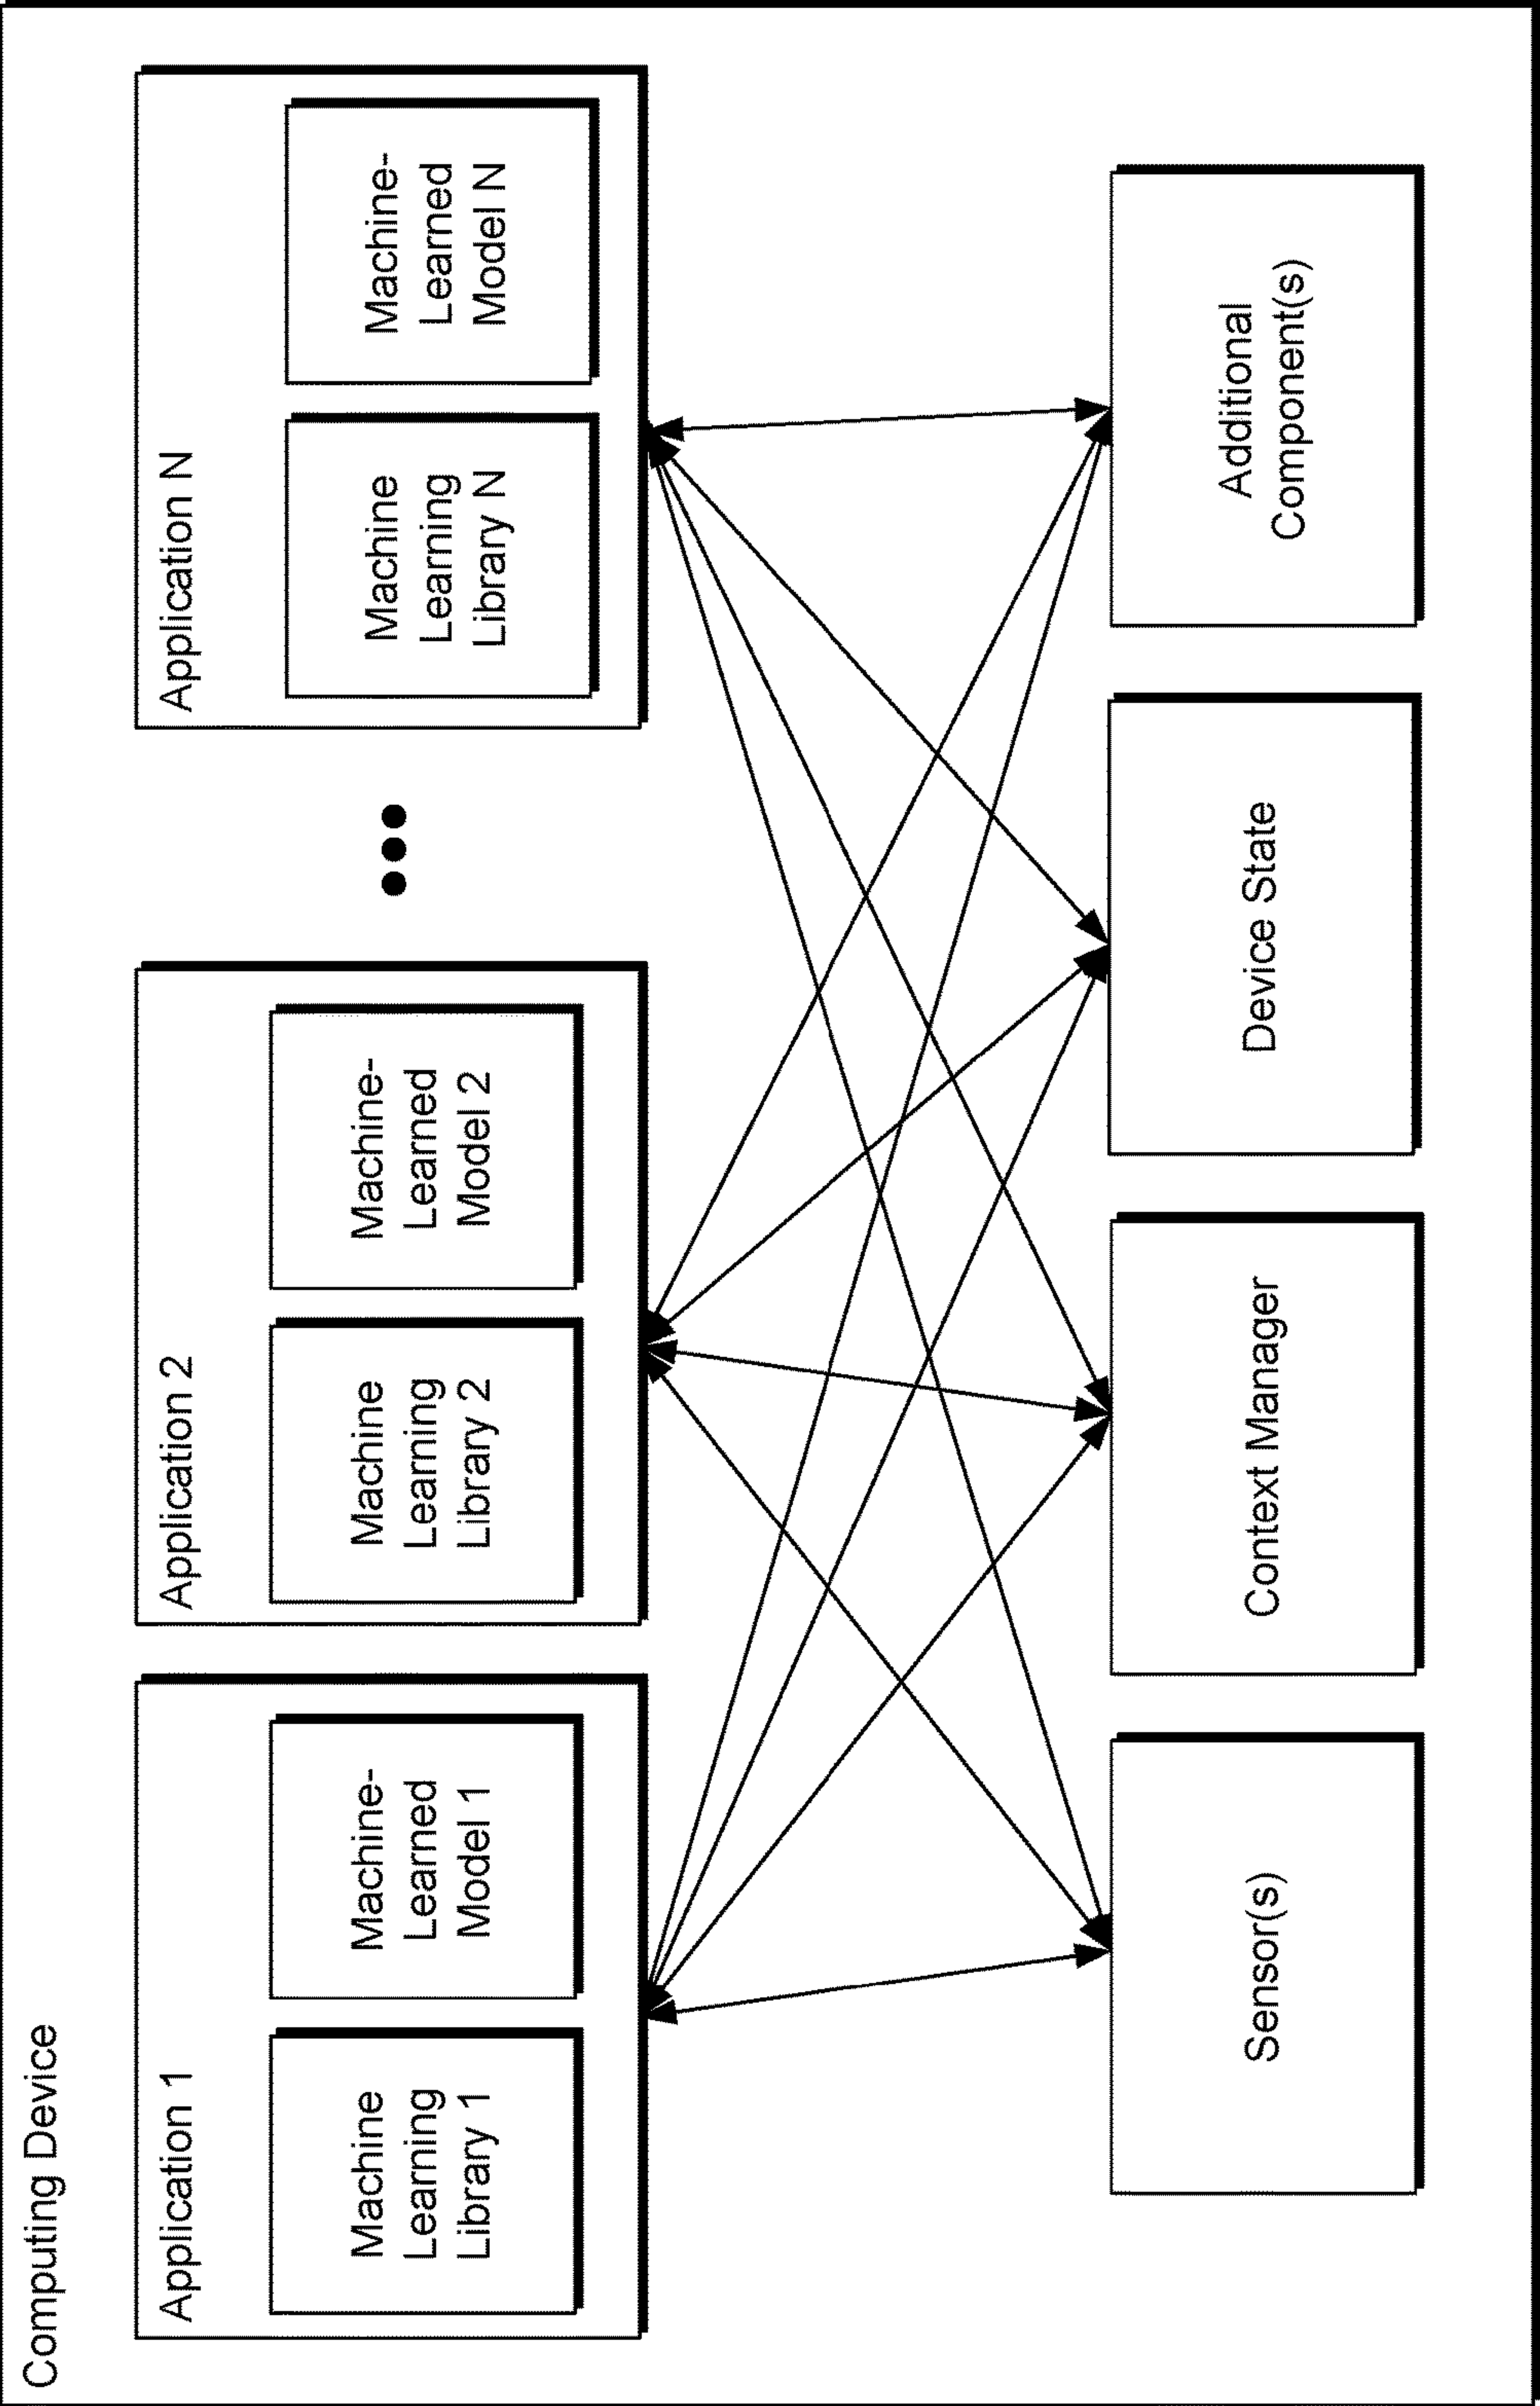 Computing Device
Application 1
Machine
Learning
Library 1
Machine-
Learned
Model 1
Application 2
Machine
Learning
Library 2
Machine-
Learned
Model 2
Application N
Machine
Learning
Library N
Machine-
Learned
Model N
Sensor(s)
Context Manager
Device State
Additional
Component(s)